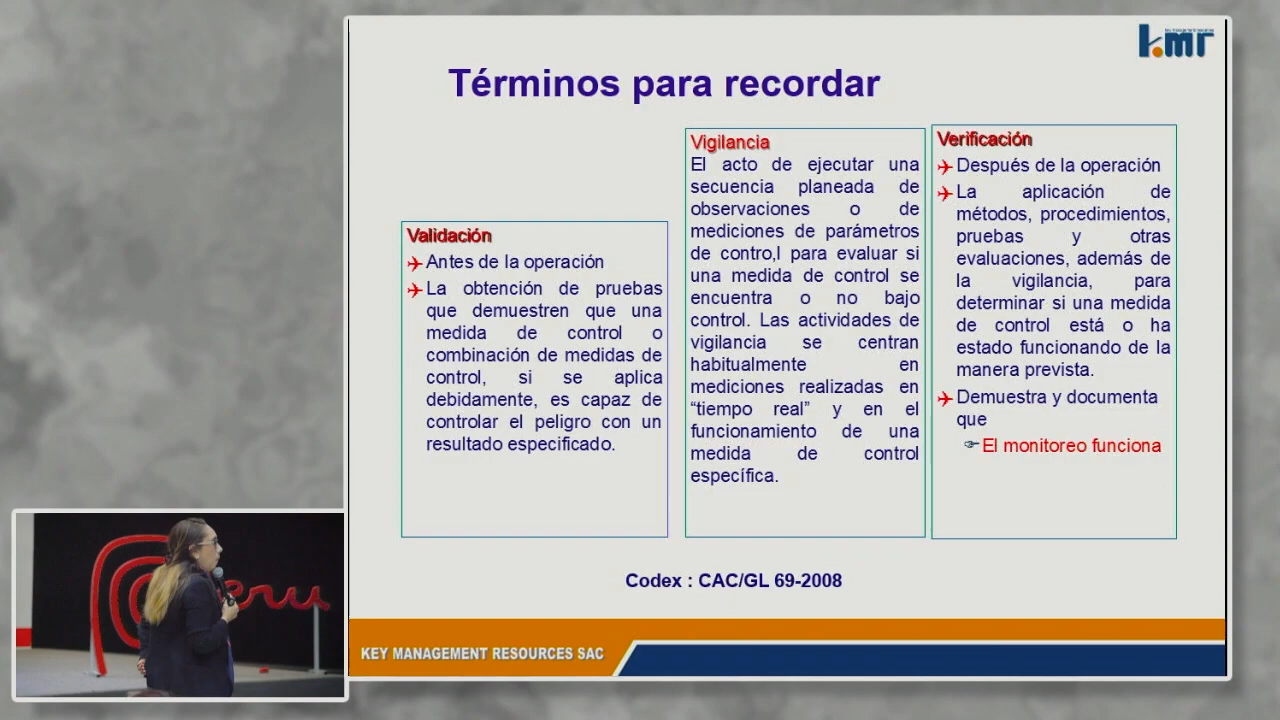 kmr
Términos para recordar
Validación
Antes de la operación
La obtención de pruebas
que demuestren que una
medida de control o
combinación de medidas de
control, si se aplica
debidamente, es capaz de
controlar el peligro con un
resultado especificado.
Vigilancia
El acto de ejecutar una
secuencia planeada de
observaciones o de
mediciones de parámetros
de contro,l para evaluar si
una medida de control se
encuentra o no bajo
control. Las actividades de
vigilancia se centran
habitualmente en
mediciones realizadas en
“tiempo real” y en el
funcionamiento de una
medida de control
específica.
Verificación
Después de la operación
La aplicación de
métodos, procedimientos,
pruebas y otras
evaluaciones, además de
la vigilancia, para
determinar si una medida
de control está o ha
estado funcionando de la
manera prevista.
Demuestra y documenta
que
El monitoreo funciona
Codex : CAC/GL 69-2008
KEY MANAGEMENT RESOURCES SAC
Peru